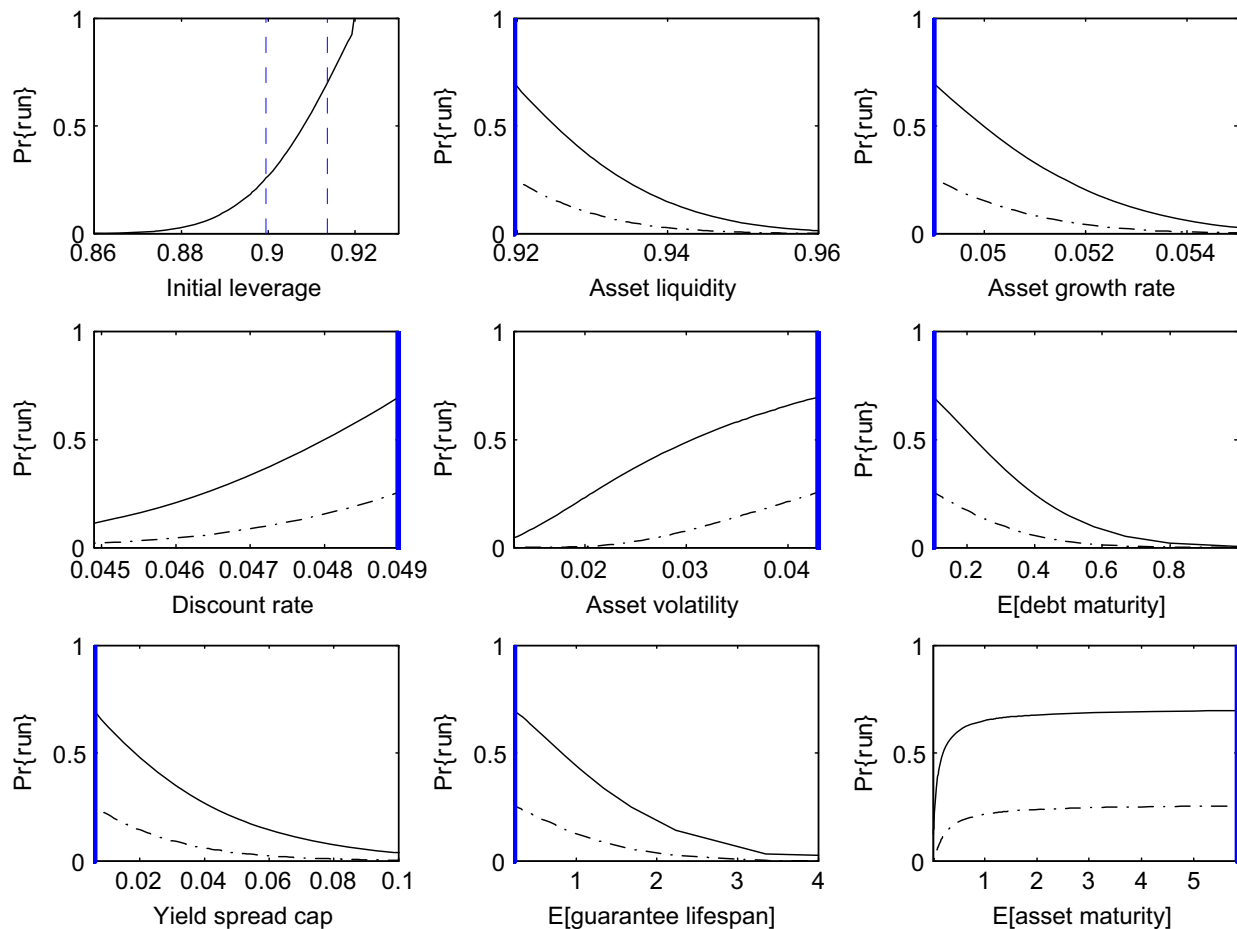 1
0.5
0
Pr{run}
0.86 0.88 0.9 0.92
Initial leverage
1
0.5
0
Pr{run}
0.92 0.94 0.96
Asset liquidity
1
0.5
0
Pr{run}
0.05 0.052 0.054
Asset growth rate
1
0.5
0
Pr{run}
0.045 0.046 0.047 0.048 0.049
Discount rate
1
0.5
0
Pr{run}
0.02 0.03 0.04
Asset volatility
1
0.5
0
Pr{run}
0.2 0.4 0.6 0.8
E[debt maturity]
1
0.5
0
Pr{run}
0.02 0.04 0.06 0.08 0.1
Yield spread cap
1
0.5
0
Pr{run}
1 2 3 4
E[guarantee lifespan]
1
0.5
0
Pr{run}
1 2 3 4 5
E[asset maturity]